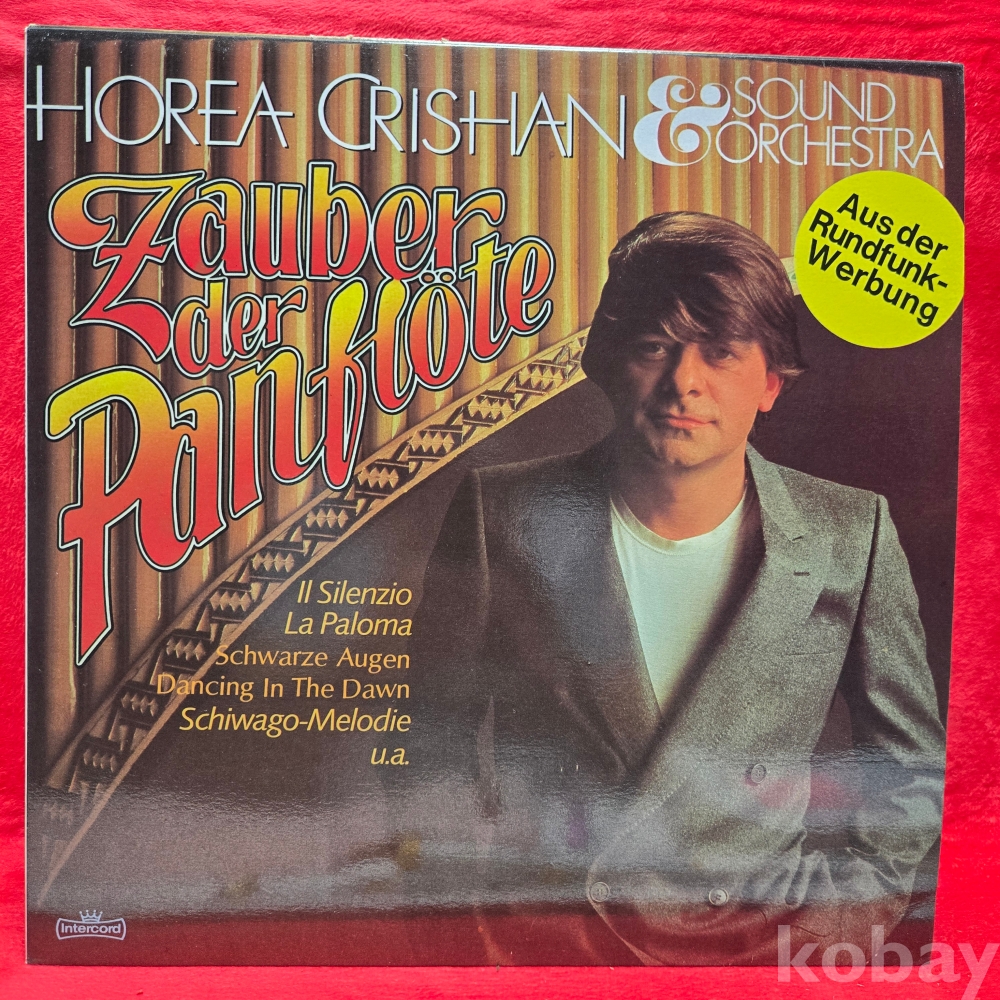 HOREA CRISHAN & SOUND
ORCHESTRA
Zauber
der
Panflöte
Aus der
Rundfunk-
Werbung
Il Silenzio
La Paloma
Schwarze Augen
Dancing In The Dawn
Schiwago-Melodie
u.a.
Intercord
kobay